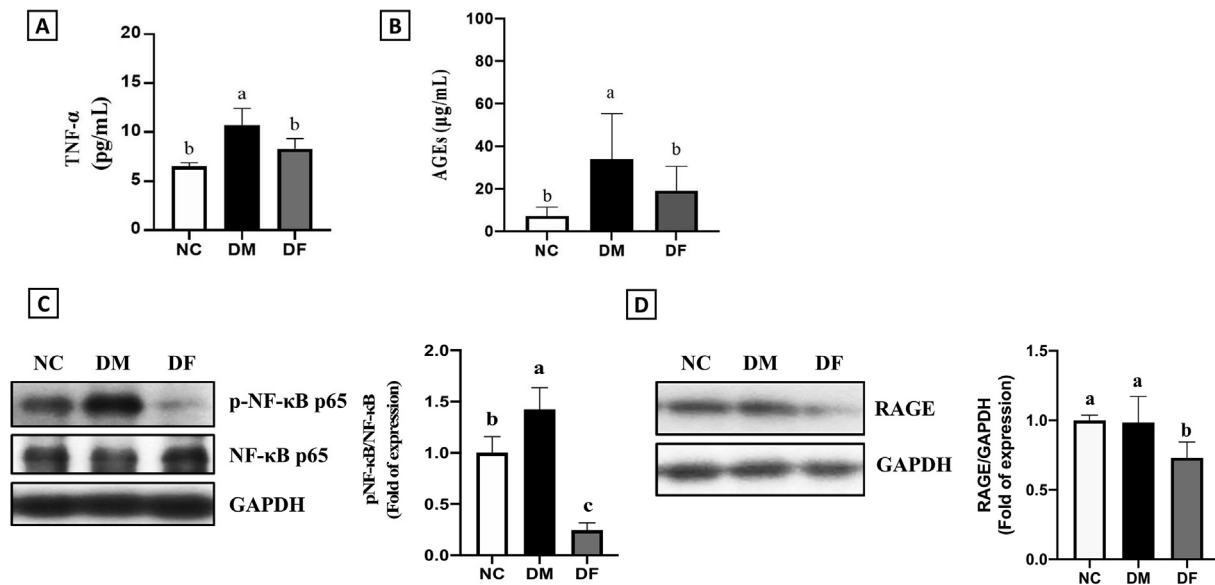 A
TNF-α
(pg/mL)
20
15
10
5
0
b
a
b
NC DM DF
B
AGEs (µg/mL)
100
80
60
40
20
0
b
a
b
NC DM DF
C
NC DM DF
p-NF-κB p65
NF-κB p65
GAPDH
pNF-κB/NF-κB
(Fold of expression)
2.0
1.5
1.0
0.5
0.0
b
a
c
NC DM DF
D
NC DM DF
RAGE
GAPDH
RAGE/GAPDH
(Fold of expression)
1.5
1.0
0.5
0.0
a
a
b
NC DM DF